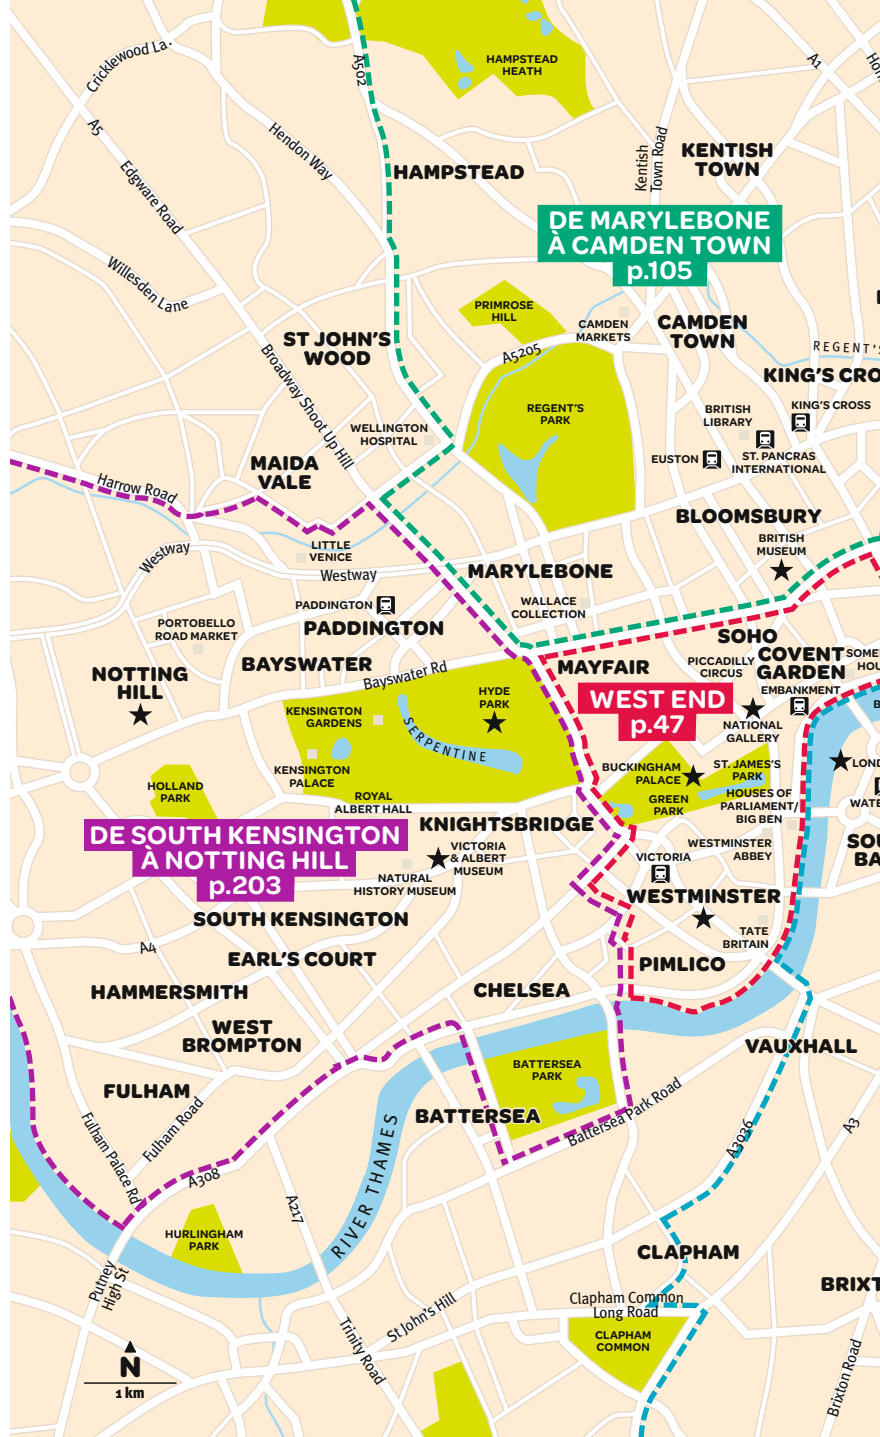 Cricklewood La.
A502
HAMPSTEAD
HEATH
A1
A5
Hendon Way
Edgware Road
HAMPSTEAD
Kentish
Town Road
KENTISH
TOWN
DE MARYLEBONE
À CAMDEN TOWN
p.105
Willesden Lane
PRIMROSE
HILL
CAMDEN
MARKETS
CAMDEN
TOWN
ST JOHN'S
WOOD
A5205
REGENT'S
KING'S CRO
Broadway Shoot Up Hill
REGENT'S
PARK
BRITISH
LIBRARY
KING'S CROSS
WELLINGTON
HOSPITAL
EUSTON
ST. PANCRAS
INTERNATIONAL
MAIDA
VALE
Harrow Road
BLOOMSBURY
BRITISH
MUSEUM
LITTLE
VENICE
Westway
Westway
MARYLEBONE
PADDINGTON
WALLACE
COLLECTION
PORTOBELLO
ROAD MARKET
PADDINGTON
SOHO
COVENT
GARDEN
SOME
HOU
NOTTING
HILL
BAYSWATER
Bayswater Rd
MAYFAIR
PICCADILLY
CIRCUS
EMBANKMENT
WEST END
p.47
HYDE
PARK
KENSINGTON
GARDENS
SERPENTINE
NATIONAL
GALLERY
B
KENSINGTON
PALACE
BUCKINGHAM
PALACE
ST. JAMES'S
PARK
LOND
HOLLAND
PARK
ROYAL
ALBERT HALL
GREEN
PARK
HOUSES OF
PARLIAMENT/
BIG BEN
WATE
DE SOUTH KENSINGTON
À NOTTING HILL
p.203
KNIGHTSBRIDGE
VICTORIA
& ALBERT
MUSEUM
NATURAL
HISTORY MUSEUM
VICTORIA
WESTMINSTER
ABBEY
SOU
BA
WESTMINSTER
SOUTH KENSINGTON
TATE
BRITAIN
A4
EARL'S COURT
PIMLICO
HAMMERSMITH
CHELSEA
WEST
BROMPTON
VAUXHALL
BATTERSEA
PARK
FULHAM
BATTERSEA
Battersea Park Road
Fulham Road
Fulham Palace Rd
A3036
A3
A308
A217
RIVER THAMES
HURLINGHAM
PARK
CLAPHAM
Putney
High St
BRIXT
Clapham Common
Long Road
St John's Hill
Trinity Road
CLAPHAM
COMMON
Brixton Road
N
1 km